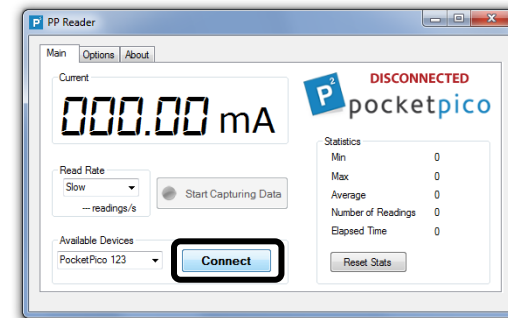 P² PP Reader
Main Options About
Current
000.00 mA
DISCONNECTED
P² pocketpico
Read Rate
Slow
--- readings/s
Start Capturing Data
Available Devices
PocketPico 123
Connect
Statistics
Min 0
Max 0
Average 0
Number of Readings 0
Elapsed Time 0
Reset Stats